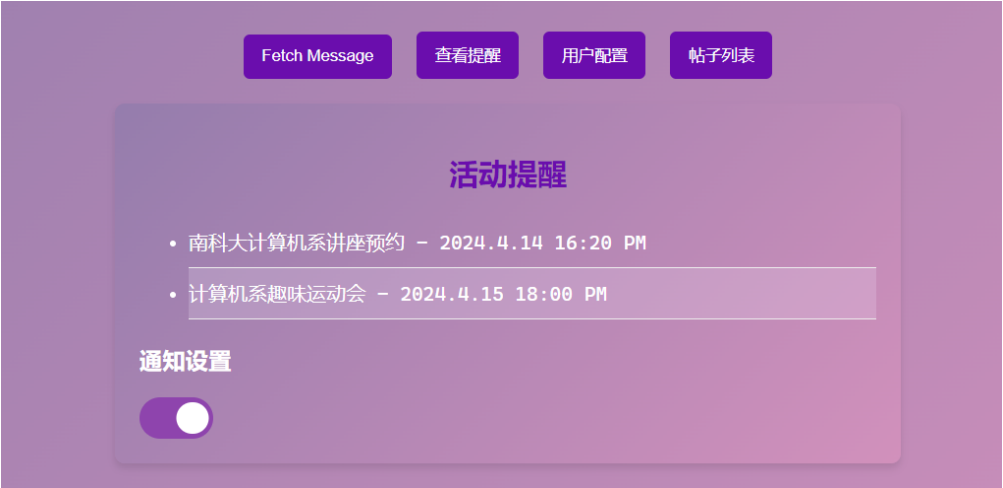 Fetch Message 查看提醒 用户配置 帖子列表
活动提醒
南科大计算机系讲座预约 - 2024.4.14 16:20 PM
计算机系趣味运动会 - 2024.4.15 18:00 PM
通知设置